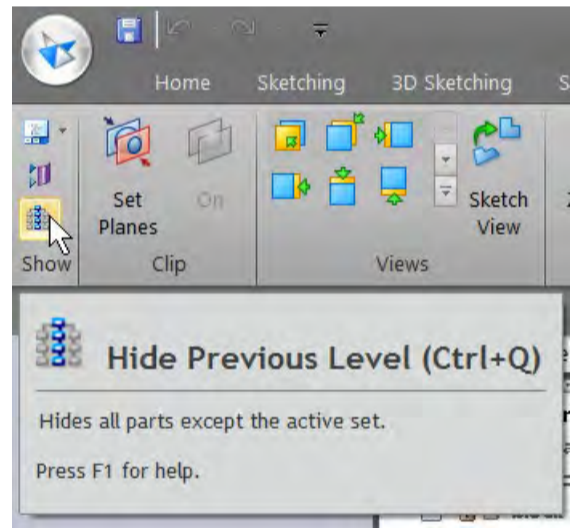 Home Sketching 3D Sketching
Set Planes
On
Sketch View
Show Clip Views
Hide Previous Level (Ctrl+Q)
Hides all parts except the active set.
Press F1 for help.